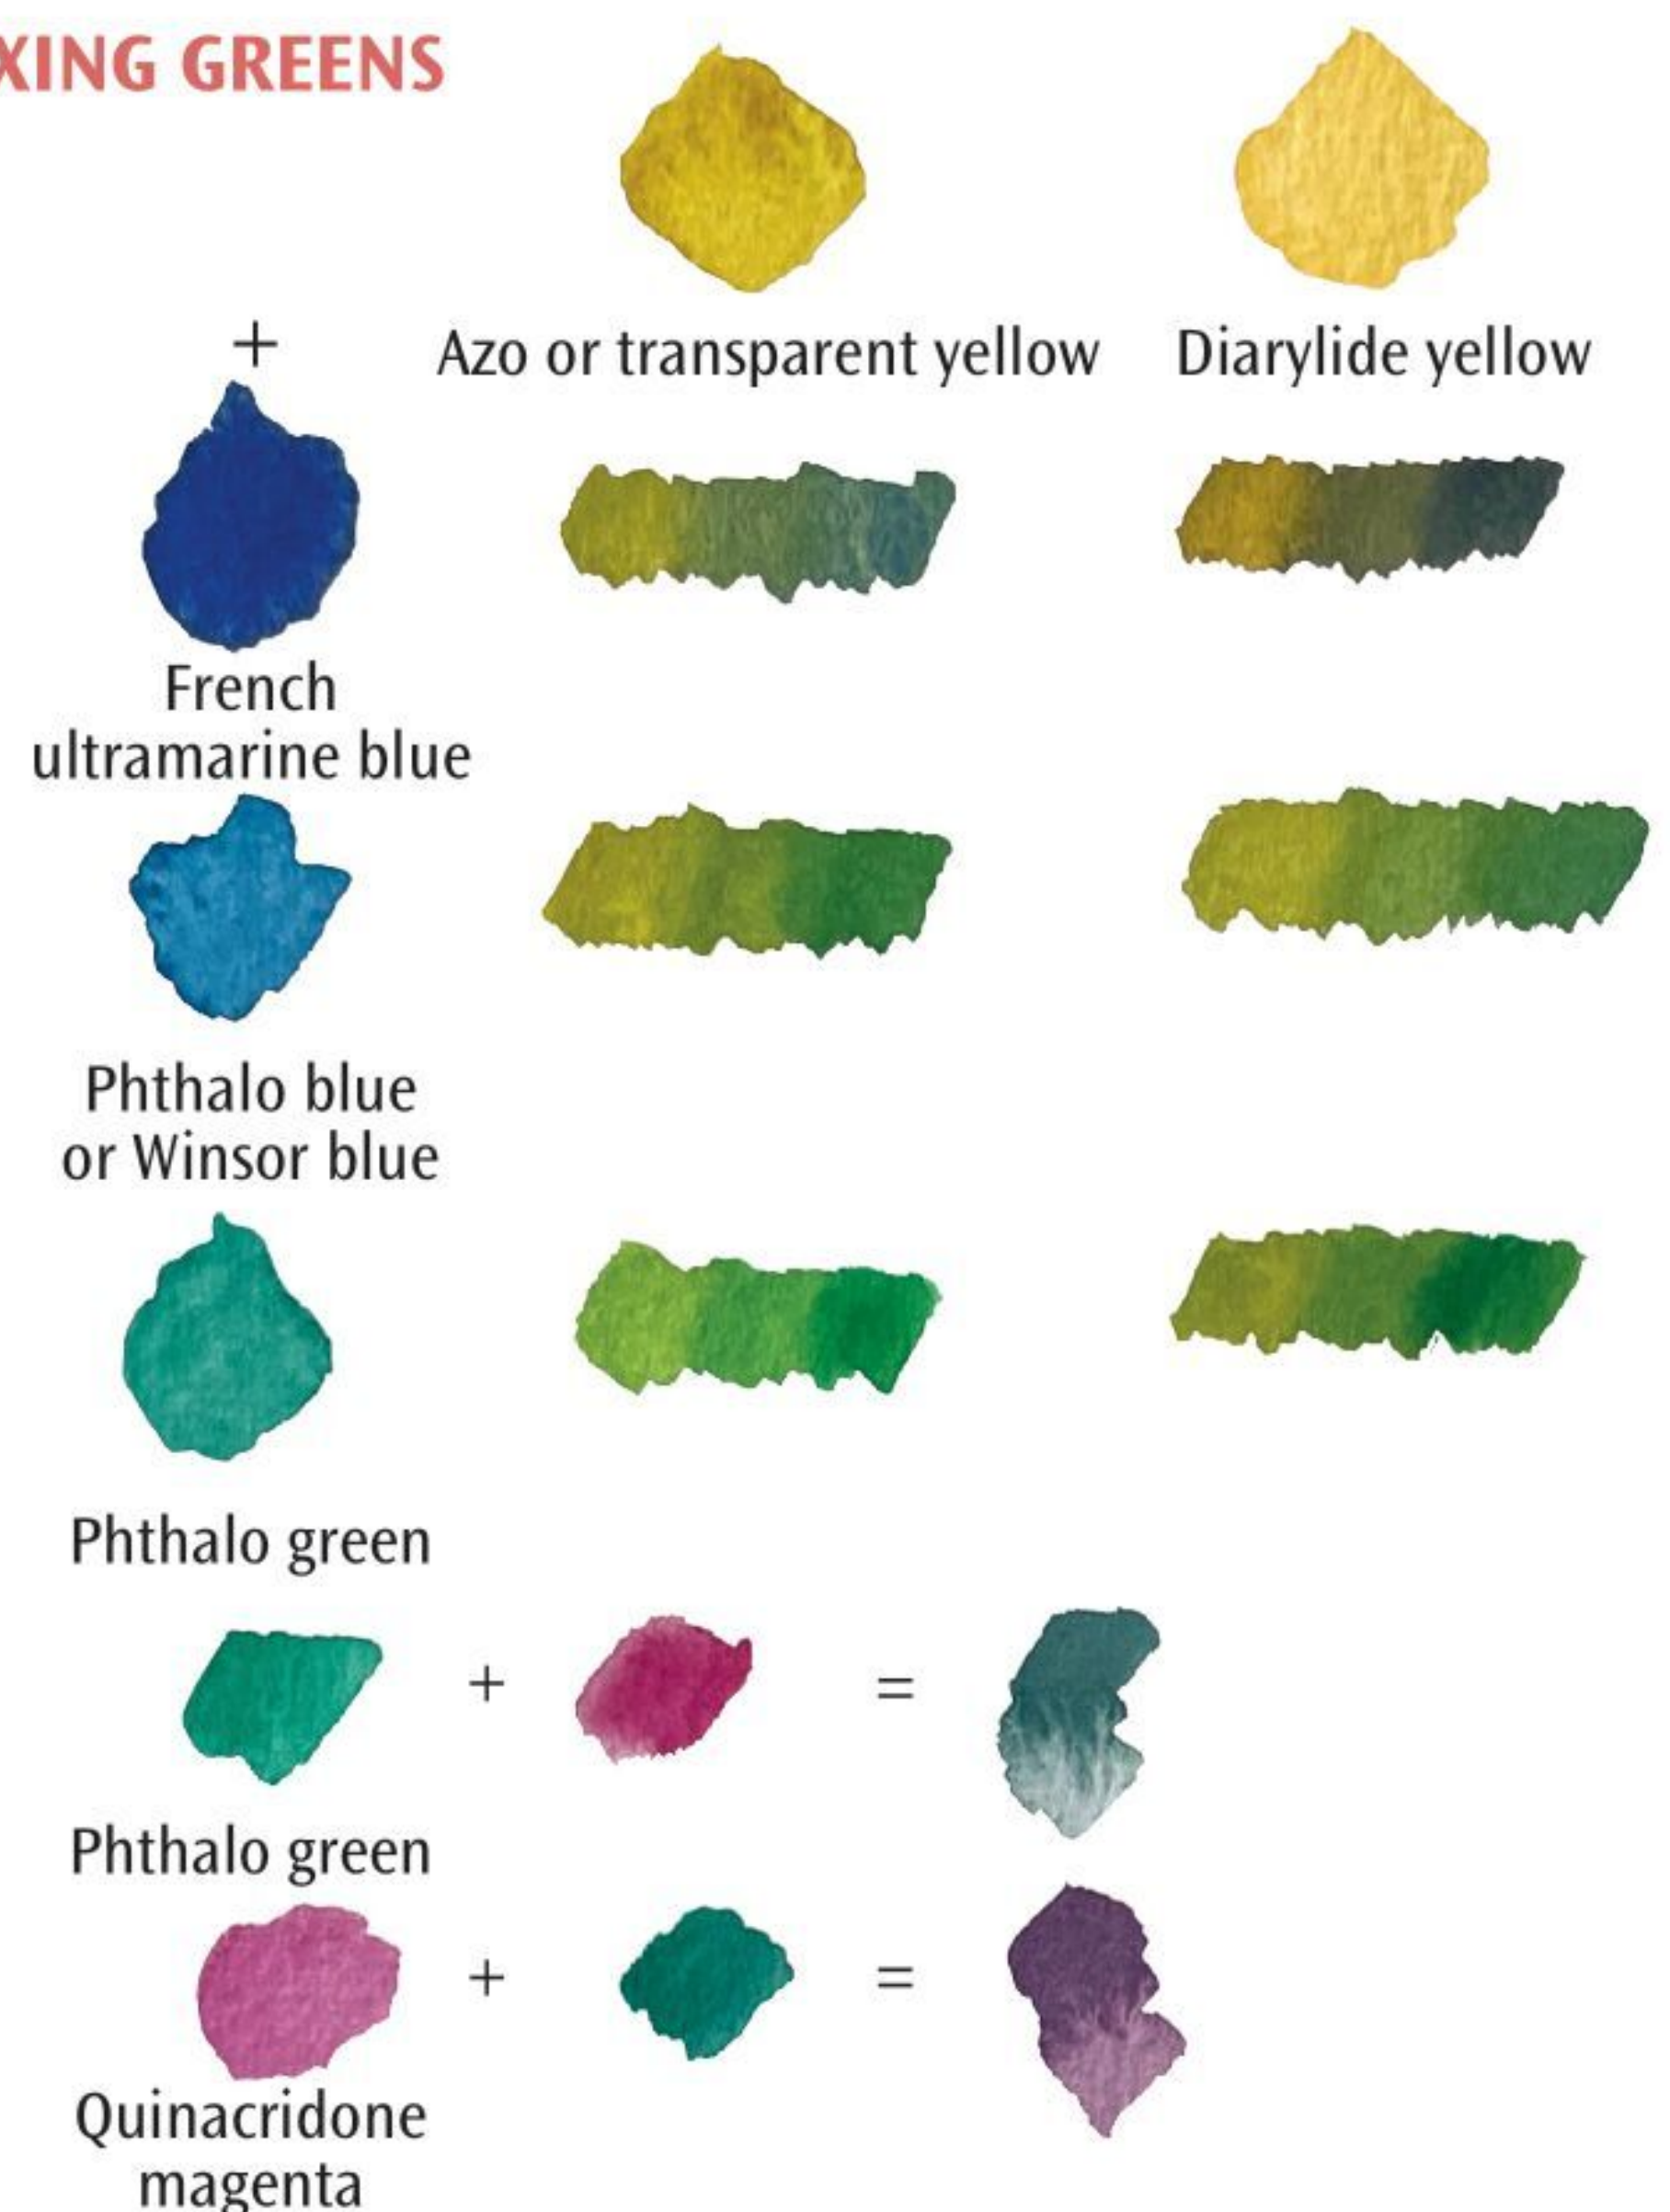 XING GREENS
+
Azo or transparent yellow
Diarylide yellow
French
ultramarine blue
Phthalo blue
or Winsor blue
Phthalo green
+ =
Phthalo green
+ =
Quinacridone
magenta